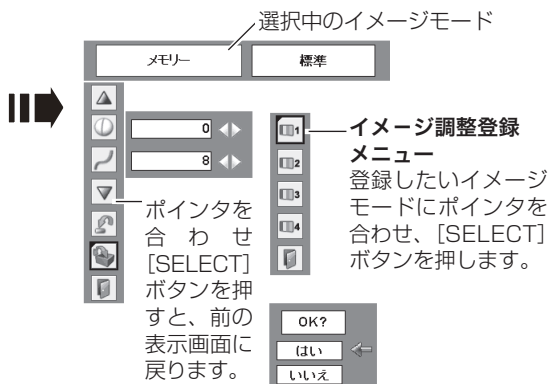 選択中のイメージモード
メモリー
標準
0
8
1
2
3
4
イメージ調整登録
メニュー
登録したいイメージ
モードにポインタを
合わせ、[SELECT]
ボタンを押します。
ポインタを
合わせ
[SELECT]
ボタンを押
すと、前の
表示画面に
戻ります。
OK?
はい
いいえ